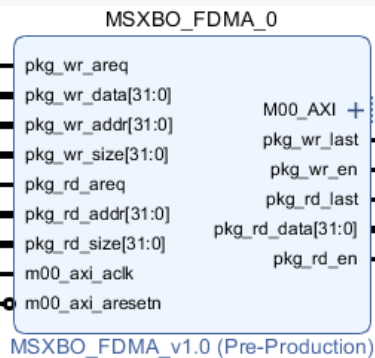 MSXBO_FDMA_0
pkg_wr_areq
pkg_wr_data[31:0]
pkg_wr_addr[31:0]
pkg_wr_size[31:0]
pkg_rd_areq
pkg_rd_addr[31:0]
pkg_rd_size[31:0]
m00_axi_aclk
m00_axi_aresetn
M00_AXI
pkg_wr_last
pkg_wr_en
pkg_rd_last
pkg_rd_data[31:0]
pkg_rd_en
MSXBO_FDMA_v1.0 (Pre-Production)